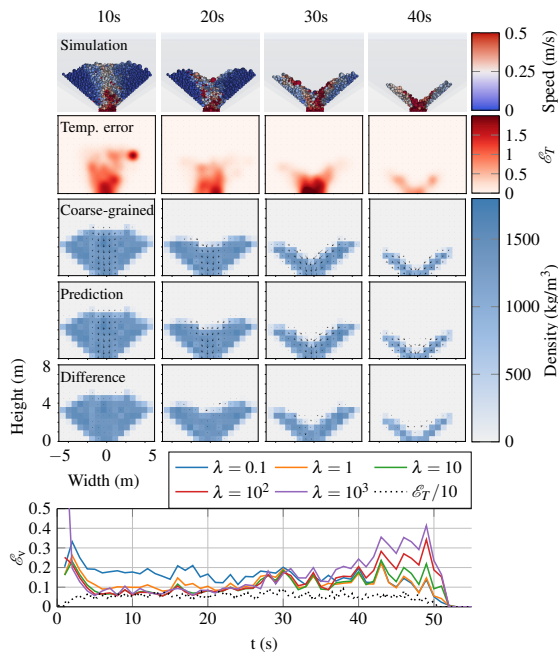 10s 20s 30s 40s
Simulation
0.5
0.25
0
Speed (m/s)
Temp. error
1.5
1
0.5
0
ℰ_T
Coarse-grained
Prediction
Difference
1500
1000
500
0
Density (kg/m³)
8
4
0
Height (m)
−5 0 5
Width (m)
λ = 0.1 λ = 1 λ = 10
λ = 10² λ = 10³ ℰ_T/10
0.5
0.4
0.3
0.2
0.1
0
ℰ_v
0 10 20 30 40 50
t (s)